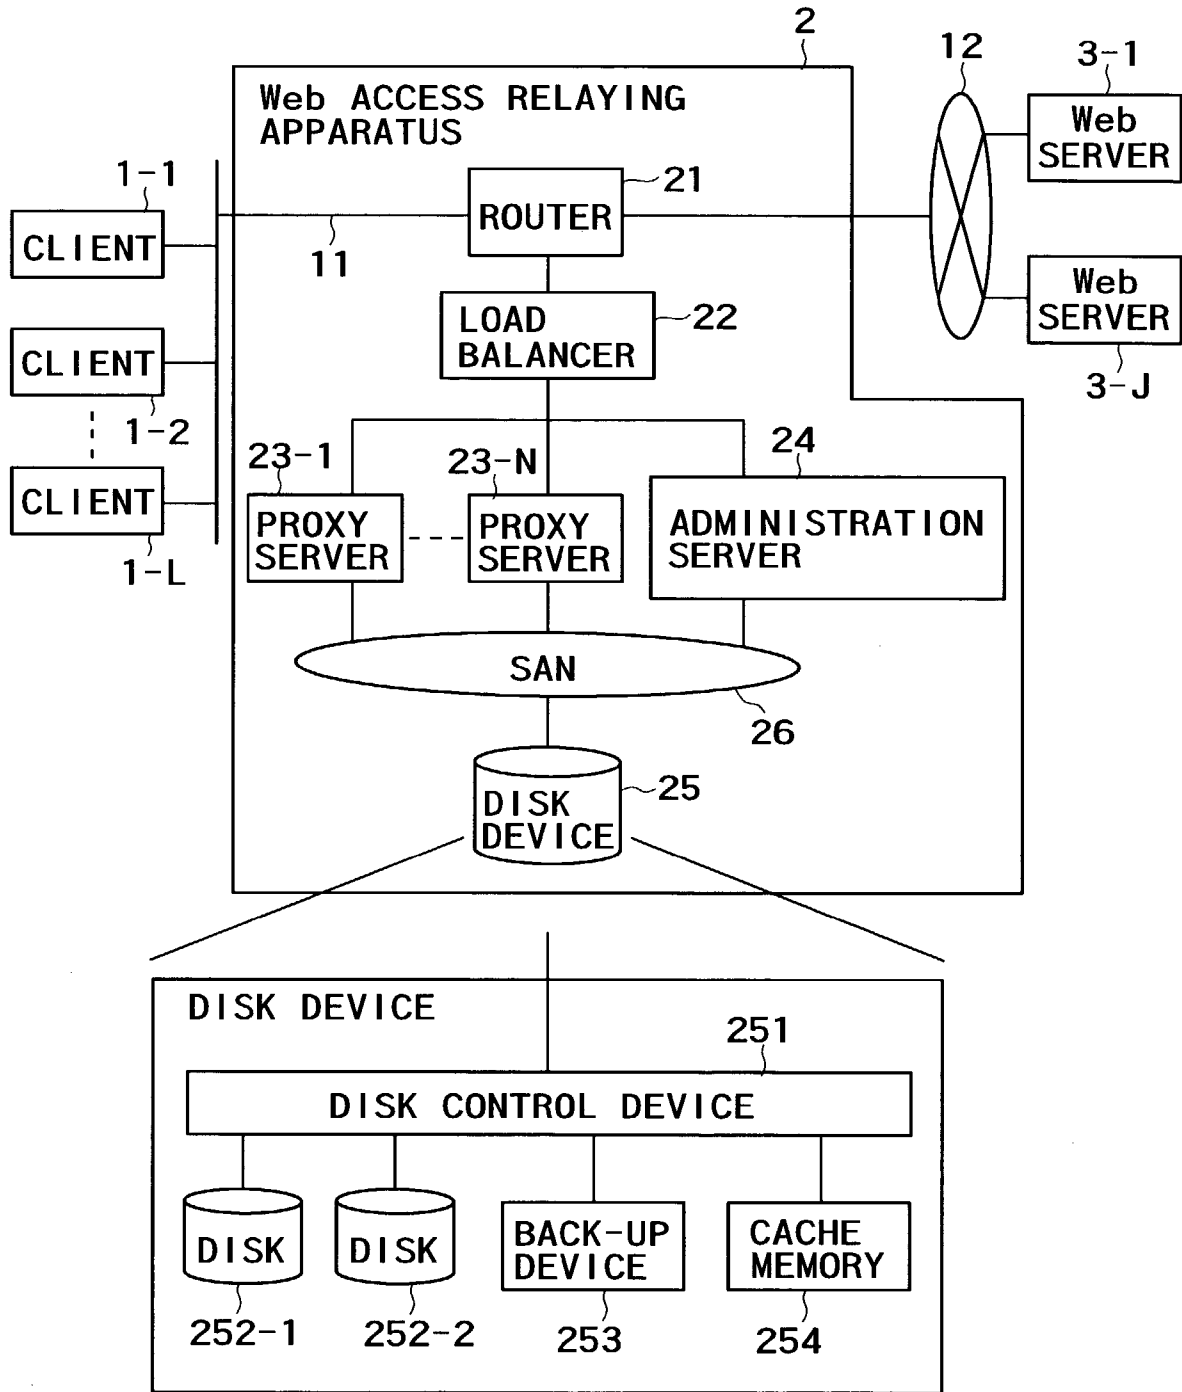 2
12
3-1
Web ACCESS RELAYING
APPARATUS
Web
SERVER
1-1
21
CLIENT
ROUTER
11
Web
SERVER
LOAD
BALANCER
22
CLIENT
3-J
1-2
23-1
23-N
24
CLIENT
PROXY
SERVER
PROXY
SERVER
ADMINISTRATION
SERVER
1-L
SAN
26
DISK
DEVICE
25
DISK DEVICE
251
DISK CONTROL DEVICE
DISK
DISK
BACK-UP
DEVICE
CACHE
MEMORY
252-1
252-2
253
254